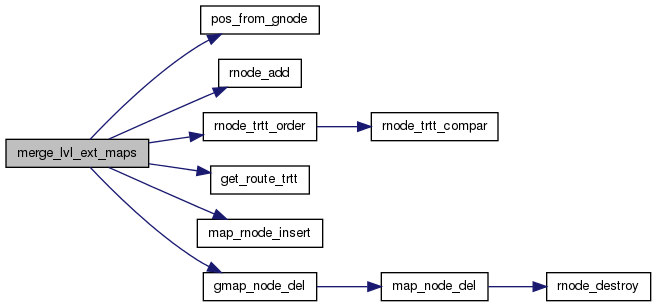 pos_from_gnode
rnode_add
rnode_trtt_order
rnode_trtt_compar
merge_lvl_ext_maps
get_route_trtt
map_rnode_insert
gmap_node_del
map_node_del
rnode_destroy